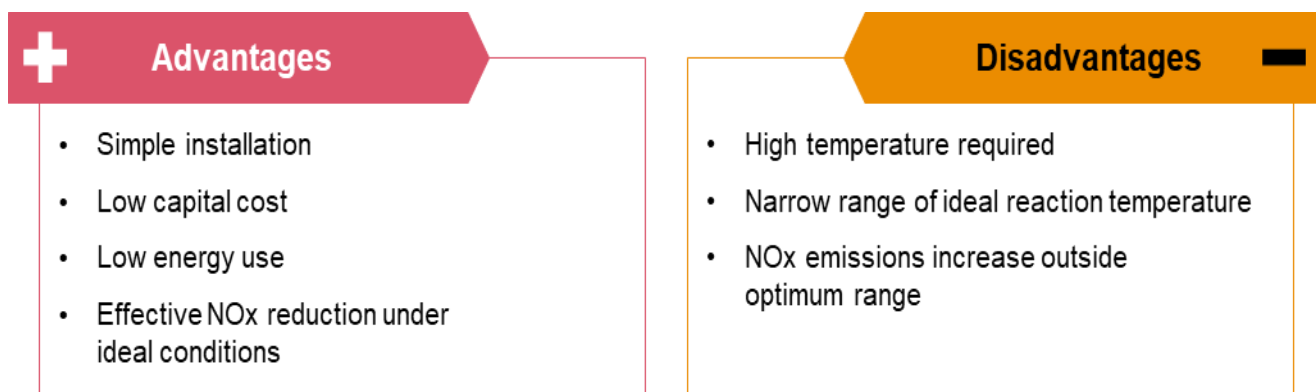 Advantages
• Simple installation
• Low capital cost
• Low energy use
• Effective NOx reduction under
ideal conditions
Disadvantages
• High temperature required
• Narrow range of ideal reaction temperature
• NOx emissions increase outside
optimum range